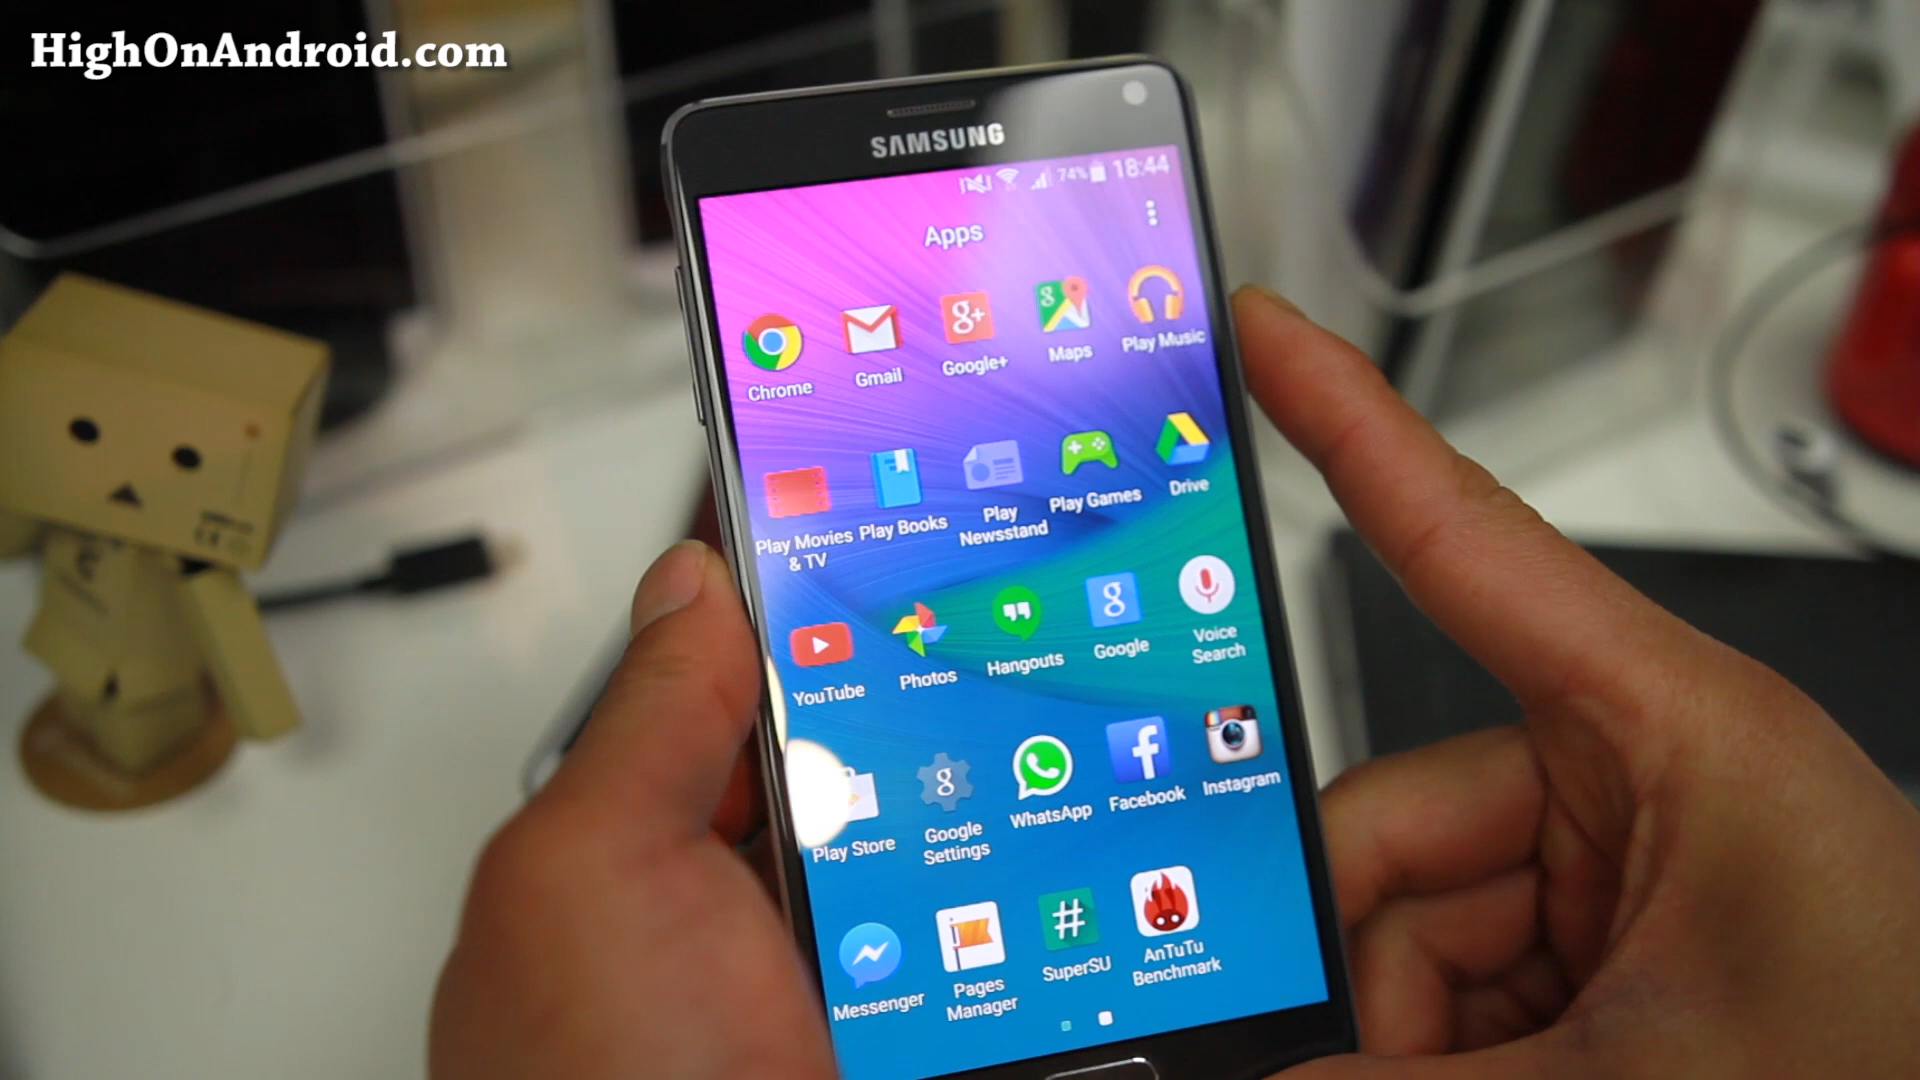 HighOnAndroid.com
SAMSUNG
74% 18:44
Apps
Chrome
Gmail
Google+
Maps
Play Music
Play Movies
& TV
Play Books
Play
Newsstand
Play Games
Drive
YouTube
Photos
Hangouts
Google
Voice
Search
Play Store
Google
Settings
WhatsApp
Facebook
Instagram
Messenger
Pages
Manager
SuperSU
AnTuTu
Benchmark